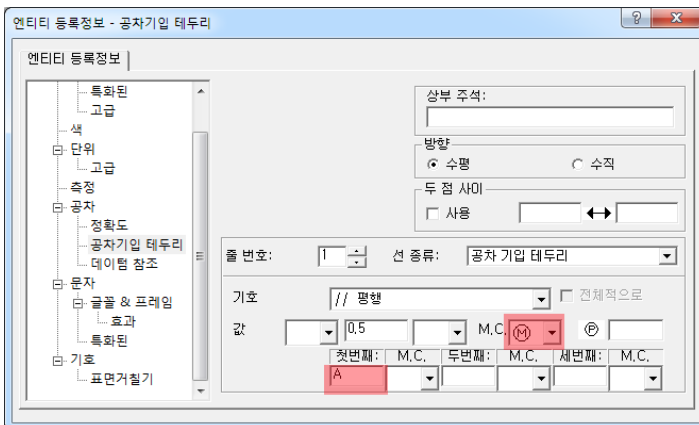 엔티티 등록정보 - 공차기입 테두리
엔티티 등록정보
특화된
고급
색
단위
고급
측정
공차
정확도
공차기입 테두리
데이텀 참조
문자
글꼴 & 프레임
효과
특화된
기호
표면거칠기
상부 주석:
방향
수평 수직
두 점 사이
사용
줄 번호: 1 선 종류: 공차 기입 테두리
기호 // 평행 전체적으로
값 0,5 M.C. Ⓜ Ⓟ
첫번째: M.C. 두번째: M.C. 세번째: M.C.
A